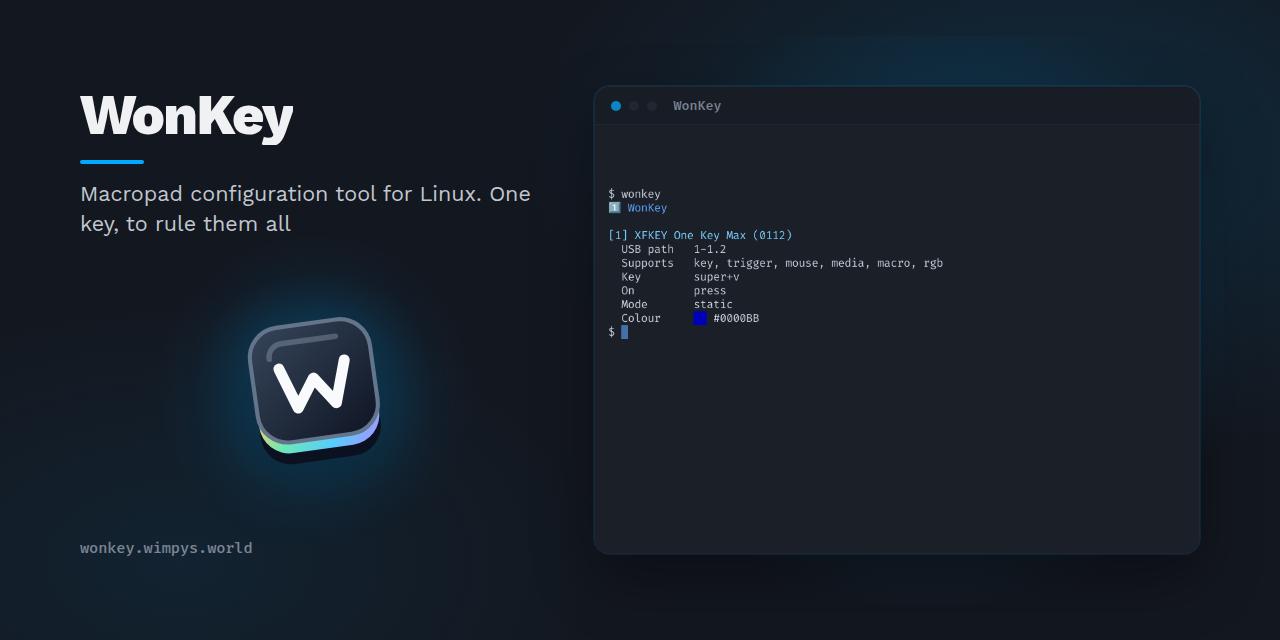 WonKey
Macropad configuration tool for Linux. One
key, to rule them all
W
wonkey.wimpys.world
WonKey
$ wonkey
1️⃣ WonKey
[1] XFKEY One Key Max (0112)
USB path 1-1.2
Supports key, trigger, mouse, media, macro, rgb
Key super+v
On press
Mode static
Colour #0000BB
$